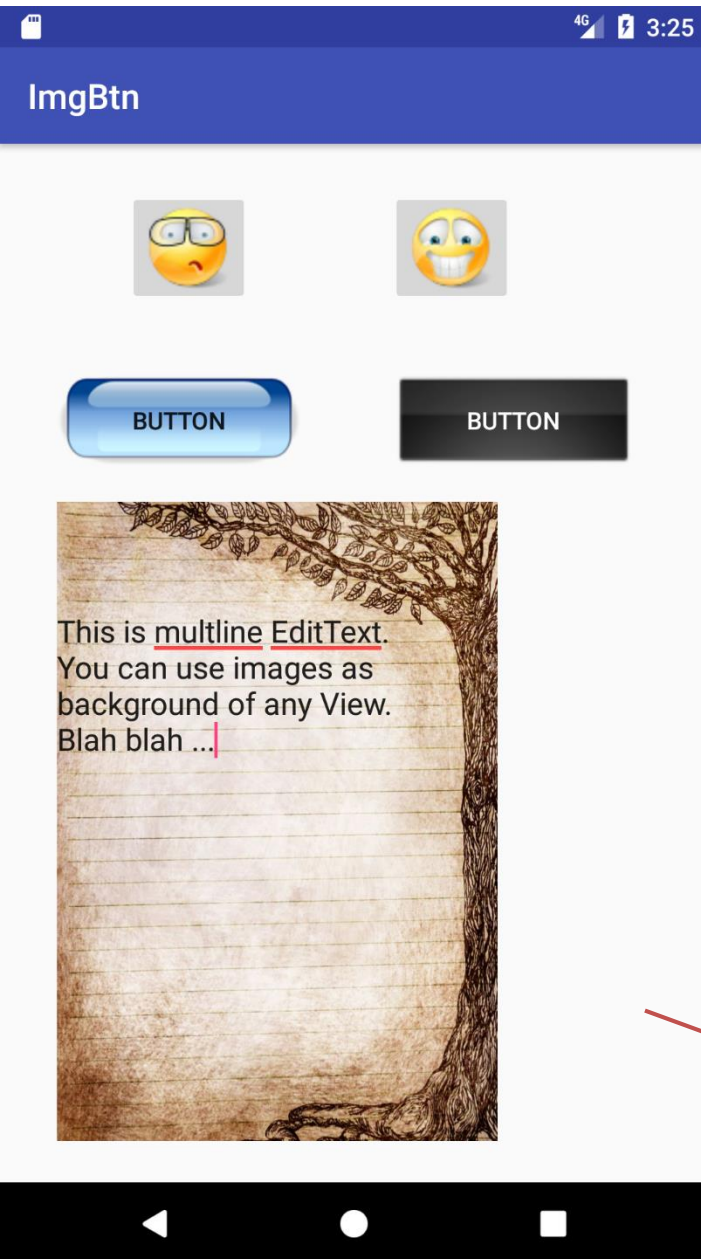 4G 3:25
ImgBtn
BUTTON BUTTON
This is multline EditText.
You can use images as
background of any View.
Blah blah ...